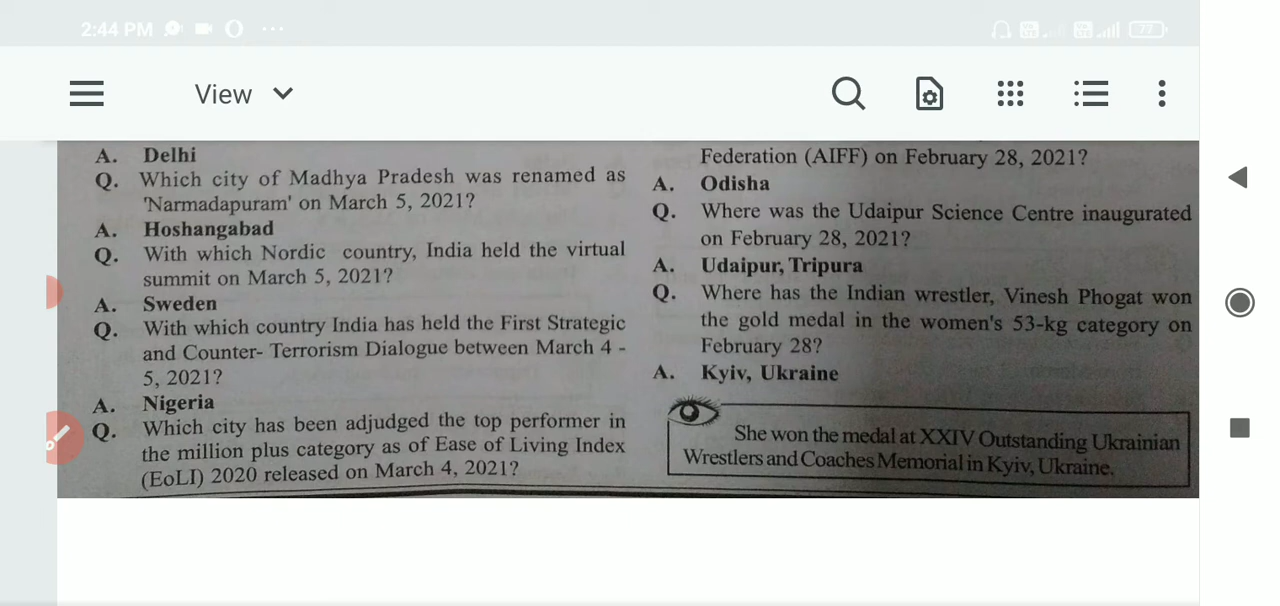 2:44 PM
77
View
A. Delhi
Q. Which city of Madhya Pradesh was renamed as
'Narmadapuram' on March 5, 2021?
A. Hoshangabad
Q. With which Nordic country, India held the virtual
summit on March 5, 2021?
A. Sweden
Q. With which country India has held the First Strategic
and Counter- Terrorism Dialogue between March 4 -
5, 2021?
A. Nigeria
Q. Which city has been adjudged the top performer in
the million plus category as of Ease of Living Index
(EoLI) 2020 released on March 4, 2021?
Federation (AIFF) on February 28, 2021?
A. Odisha
Q. Where was the Udaipur Science Centre inaugurated
on February 28, 2021?
A. Udaipur, Tripura
Q. Where has the Indian wrestler, Vinesh Phogat won
the gold medal in the women's 53-kg category on
February 28?
A. Kyiv, Ukraine
She won the medal at XXIV Outstanding Ukrainian
Wrestlers and Coaches Memorial in Kyiv, Ukraine.